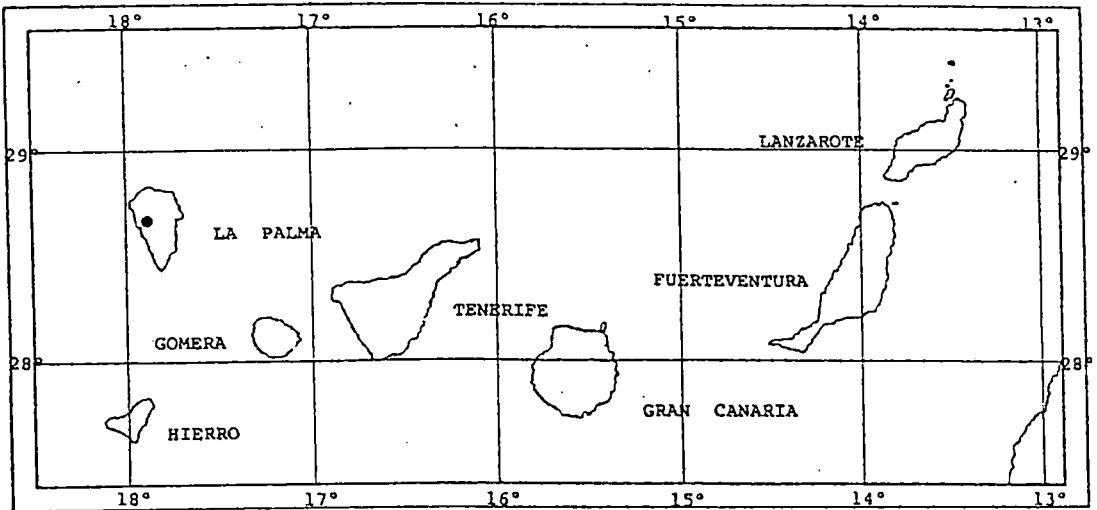 18° 17° 16° 15° 14° 13°
LANZAROTE
29° 29°
LA PALMA
FUERTEVENTURA
TENERIFE
GOMERA
28° 28°
GRAN CANARIA
HIERRO
18° 17° 16° 15° 14° 13°